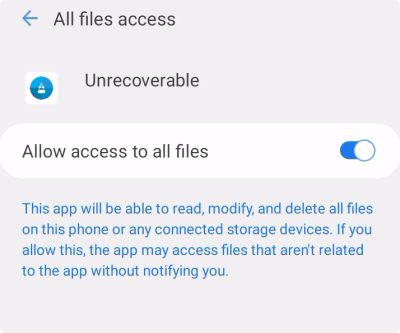 All files access
Unrecoverable
Allow access to all files
This app will be able to read, modify, and delete all files
on this phone or any connected storage devices. If you
allow this, the app may access files that aren't related
to the app without notifying you.